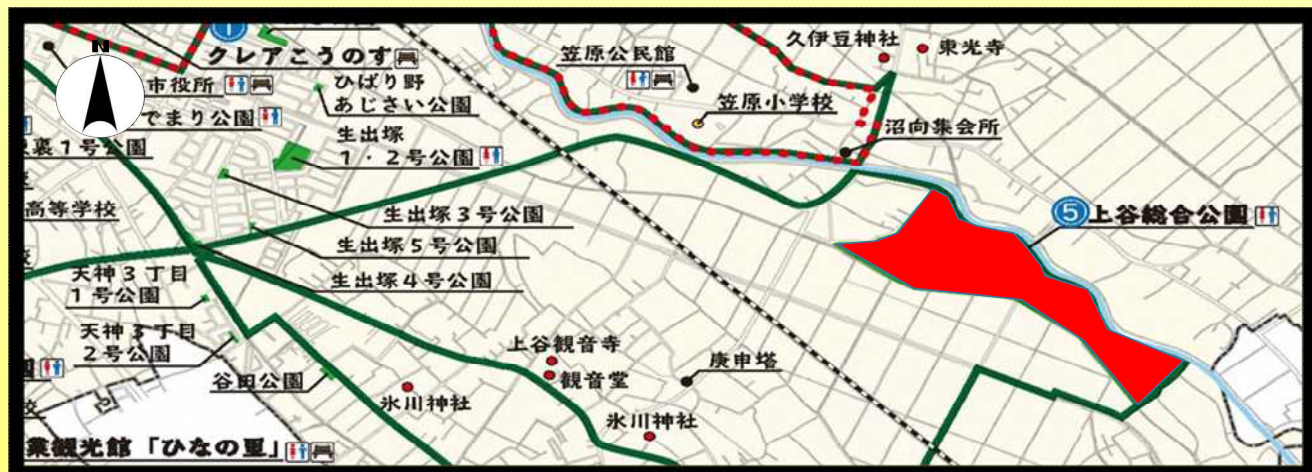 ①
クレアこうのす
N
市役所
でまり公園
裏1号公園
高等学校
ひばり野
あじさい公園
生出塚
1・2号公園
生出塚3号公園
生出塚5号公園
生出塚4号公園
天神3丁目
1号公園
天神3丁目
2号公園
谷田公園
氷川神社
業観光館「ひなの里」
笠原公民館
笠原小学校
久伊豆神社
東光寺
沼向集会所
⑤上谷総合公園
上谷観音寺
観音堂
庚申塔
氷川神社